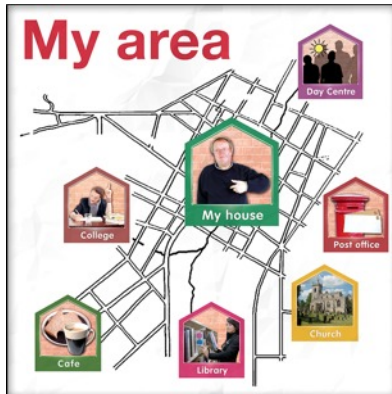 My area
Day Centre
My house
College
Post office
Church
Cafe
Library